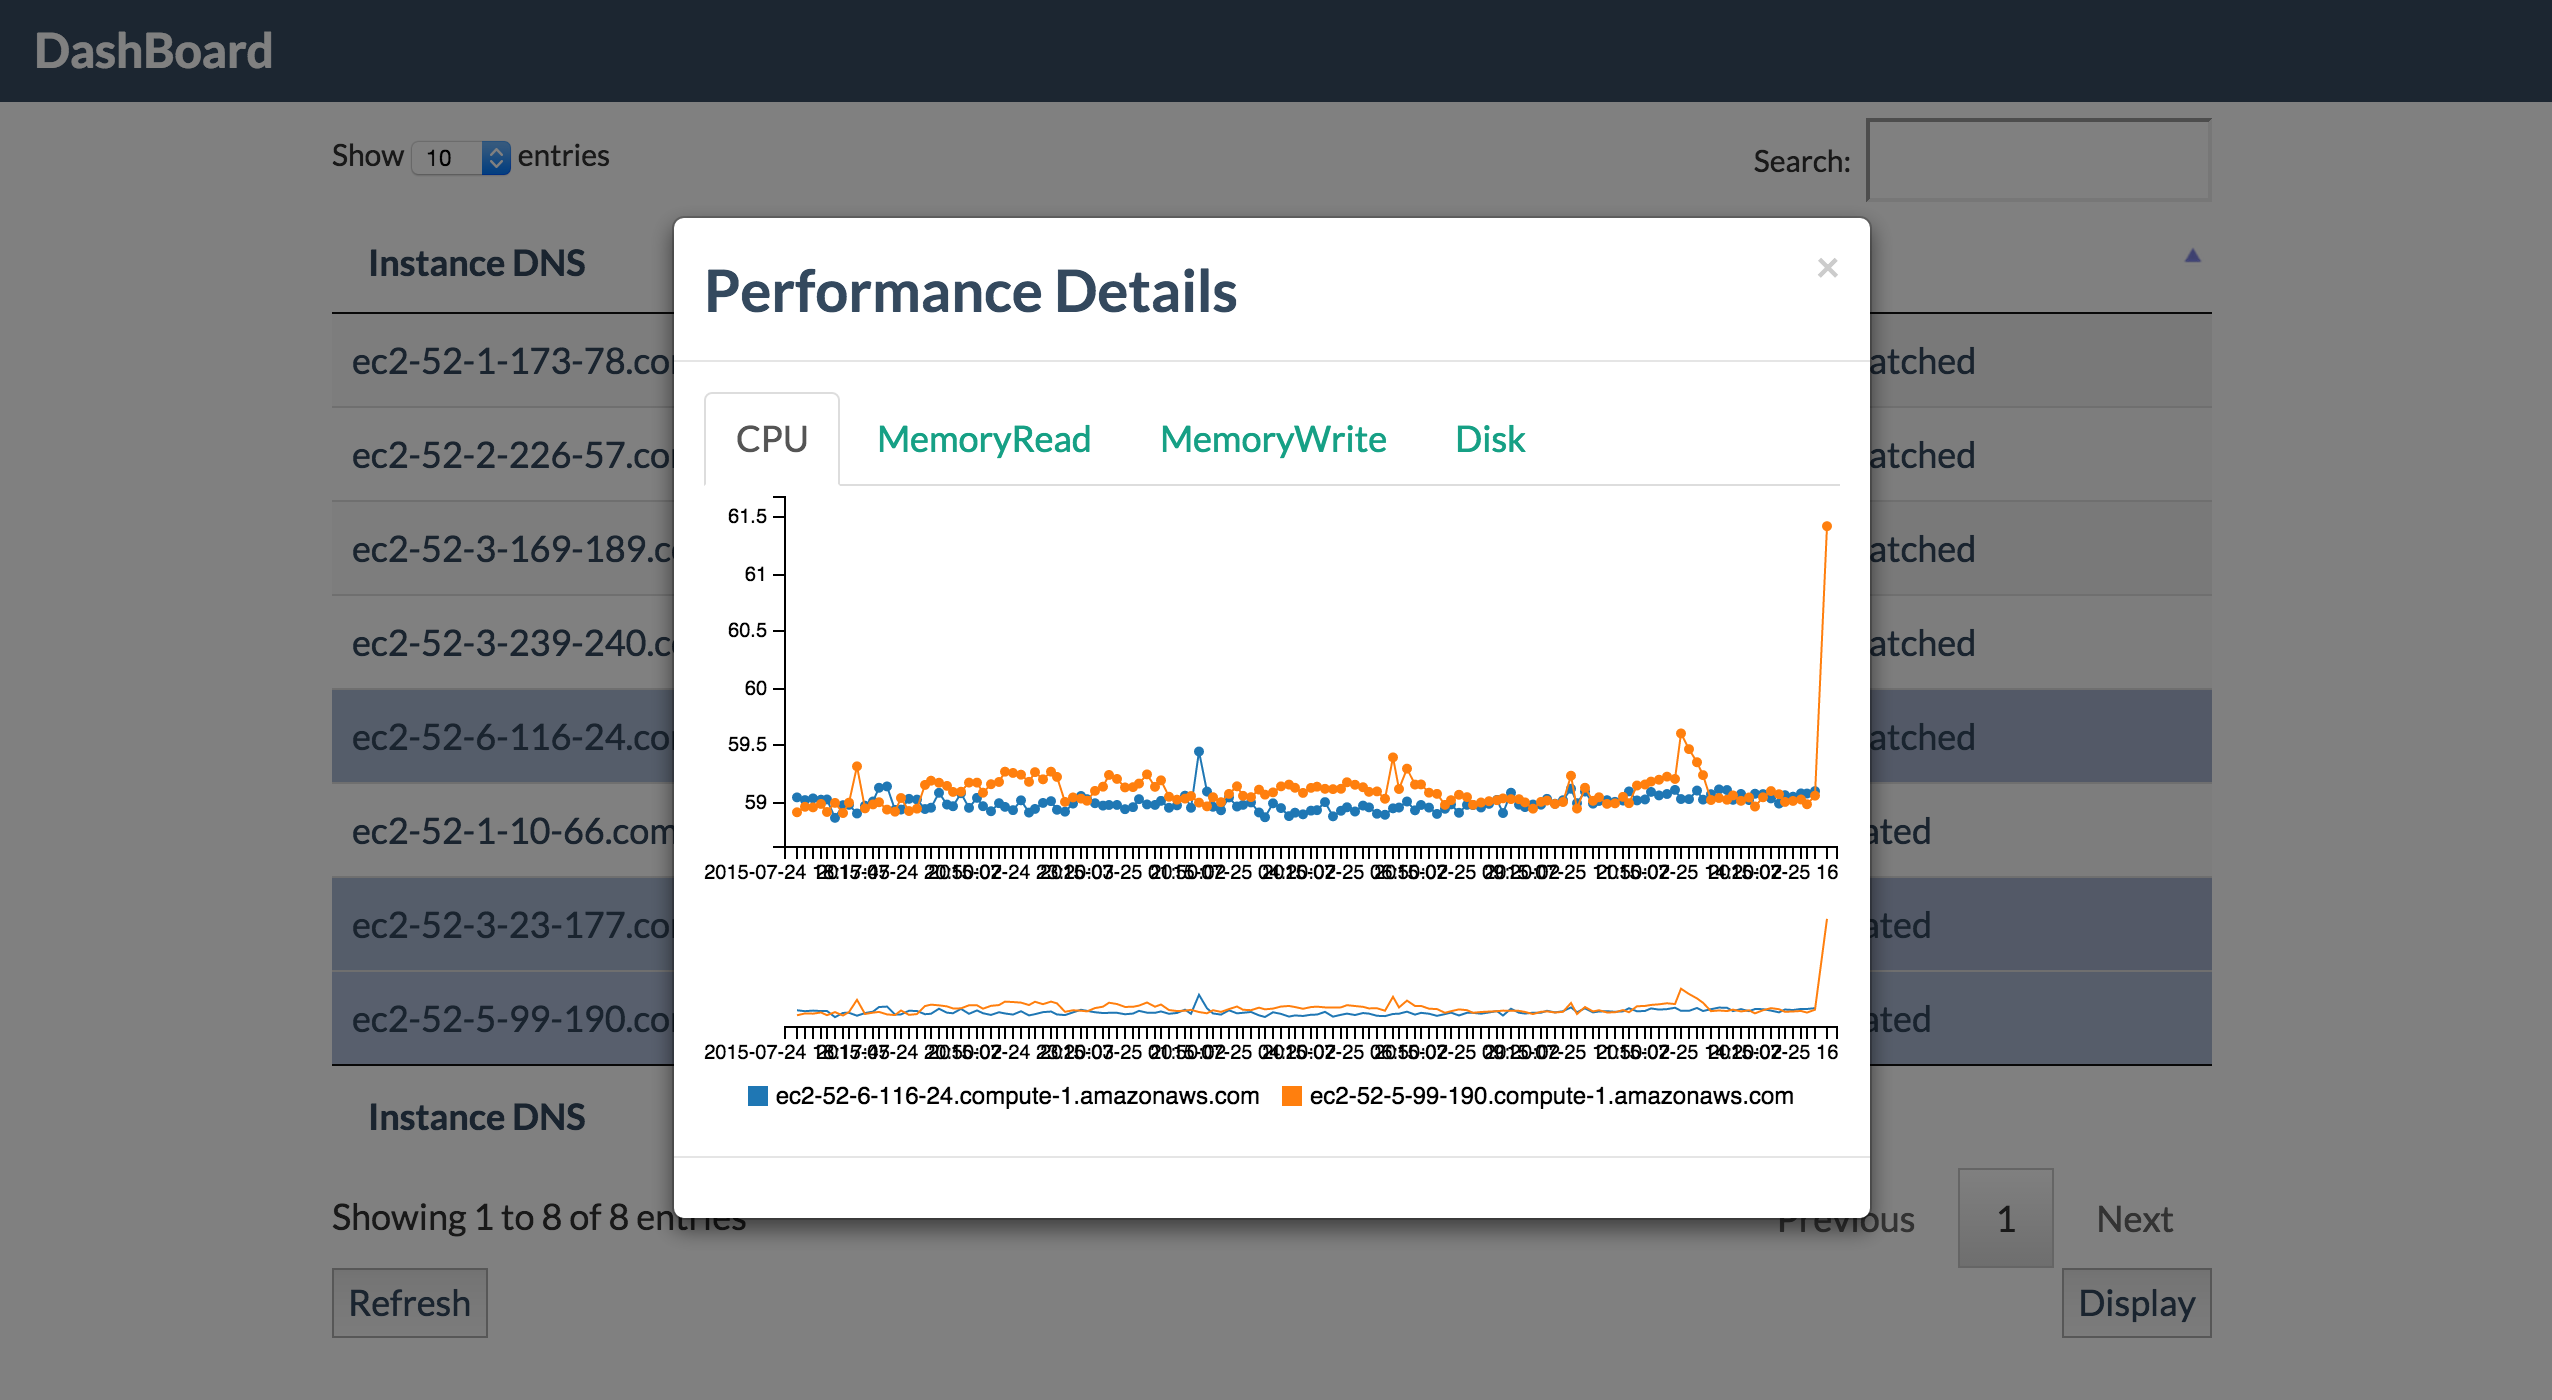 DashBoard
Show 10 entries
Search:
Instance DNS
Performance Details
×
ec2-52-1-173-78.co
atched
CPU MemoryRead MemoryWrite Disk
ec2-52-2-226-57.co
atched
ec2-52-3-169-189.c
atched
ec2-52-3-239-240.c
atched
ec2-52-6-116-24.co
atched
ec2-52-1-10-66.com
ated
ec2-52-3-23-177.co
ated
ec2-52-5-99-190.co
ated
61.5
61
60.5
60
59.5
59
2015-07-24
2015-07-24
ec2-52-6-116-24.compute-1.amazonaws.com ec2-52-5-99-190.compute-1.amazonaws.com
Instance DNS
Showing 1 to 8 of 8 entries
Previous 1 Next
Refresh
Display